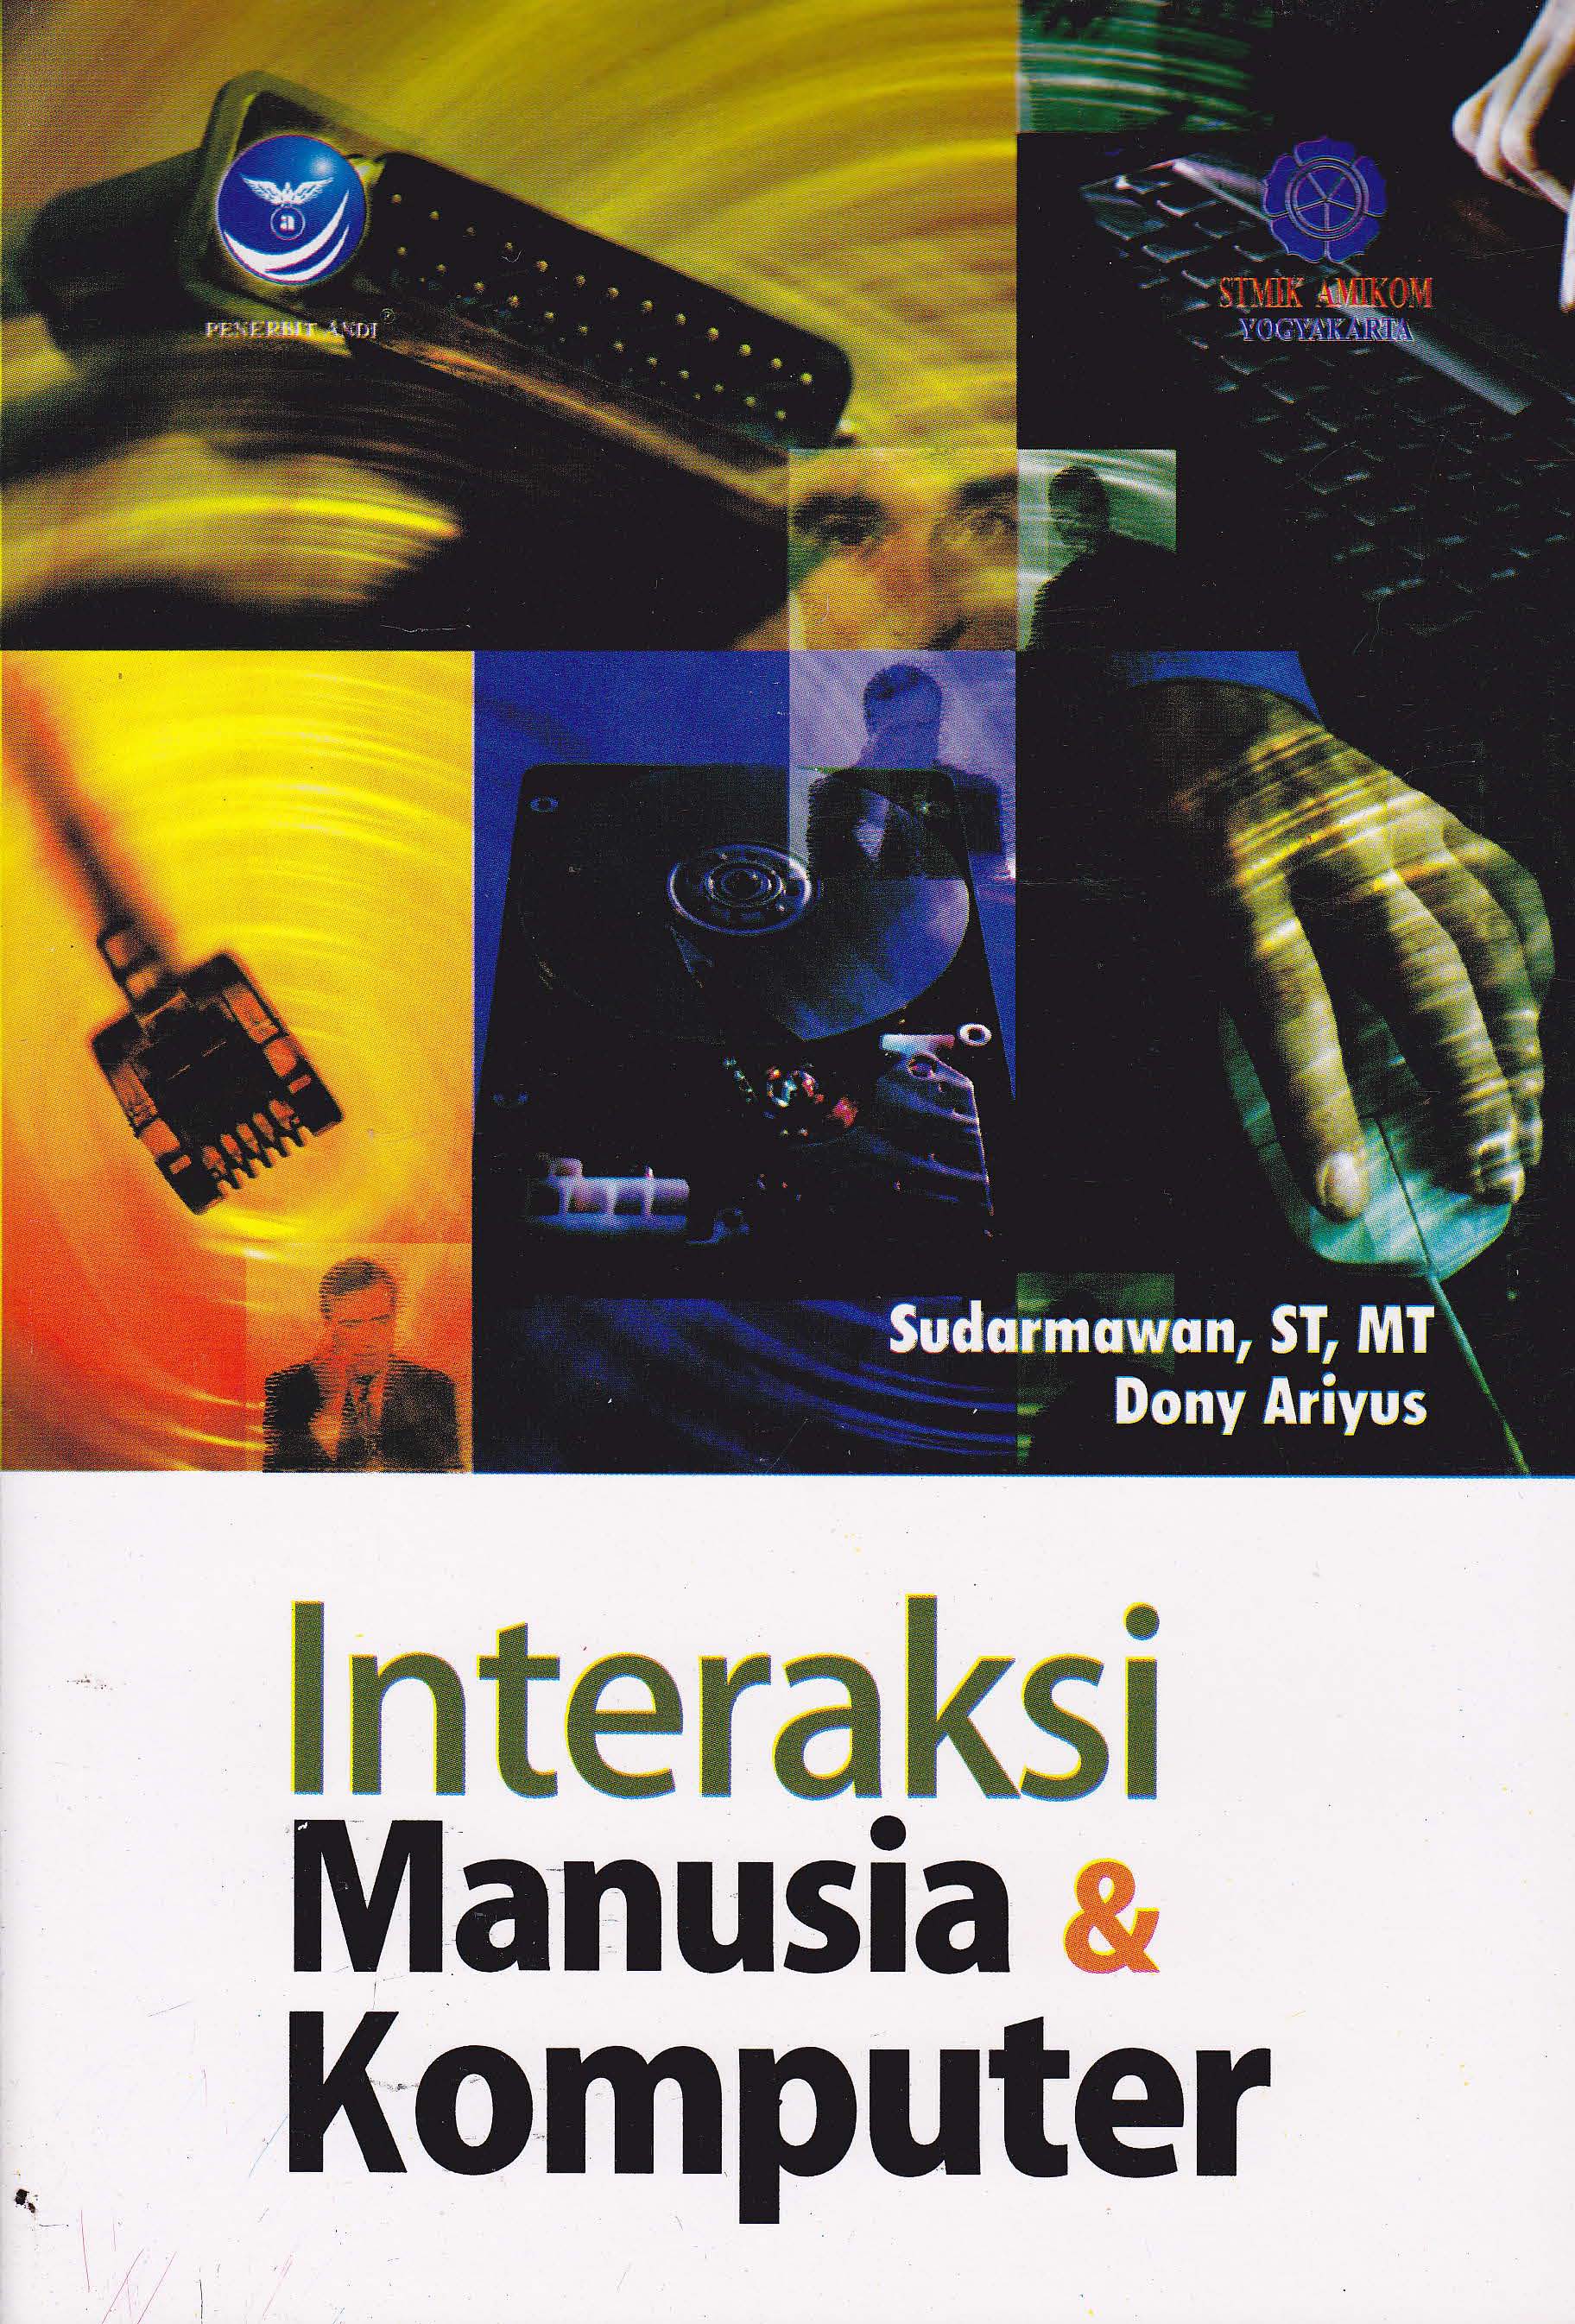 a
PENERBIT ANDI®
STMIK AMIKOM
YOGYAKARTA
Sudarmawan, ST, MT
Dony Ariyus
Interaksi
Manusia &
Komputer